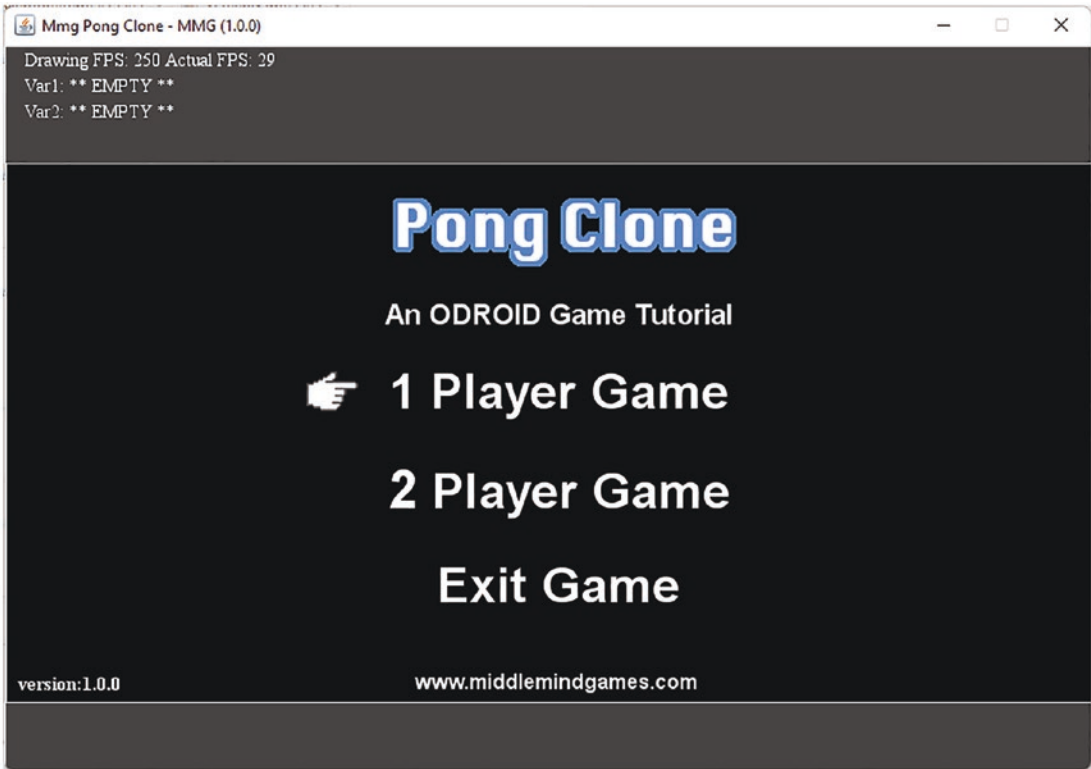 Mmg Pong Clone - MMG (1.0.0)
Drawing FPS: 250 Actual FPS: 29
Var1: ** EMPTY **
Var2: ** EMPTY **
Pong Clone
An ODROID Game Tutorial
1 Player Game
2 Player Game
Exit Game
version:1.0.0
www.middlemindgames.com